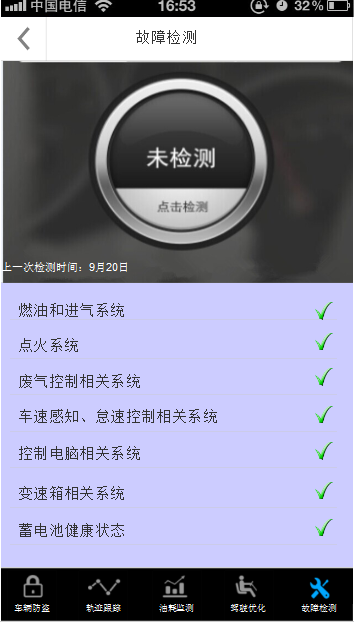 中国电信 16:53 32%
故障检测
未检测
点击检测
上一次检测时间：9月20日
燃油和进气系统
点火系统
废气控制相关系统
车速感知、怠速控制相关系统
控制电脑相关系统
变速箱相关系统
蓄电池健康状态
车辆防盗 轨迹跟踪 油耗监测 驾驶优化 故障检测